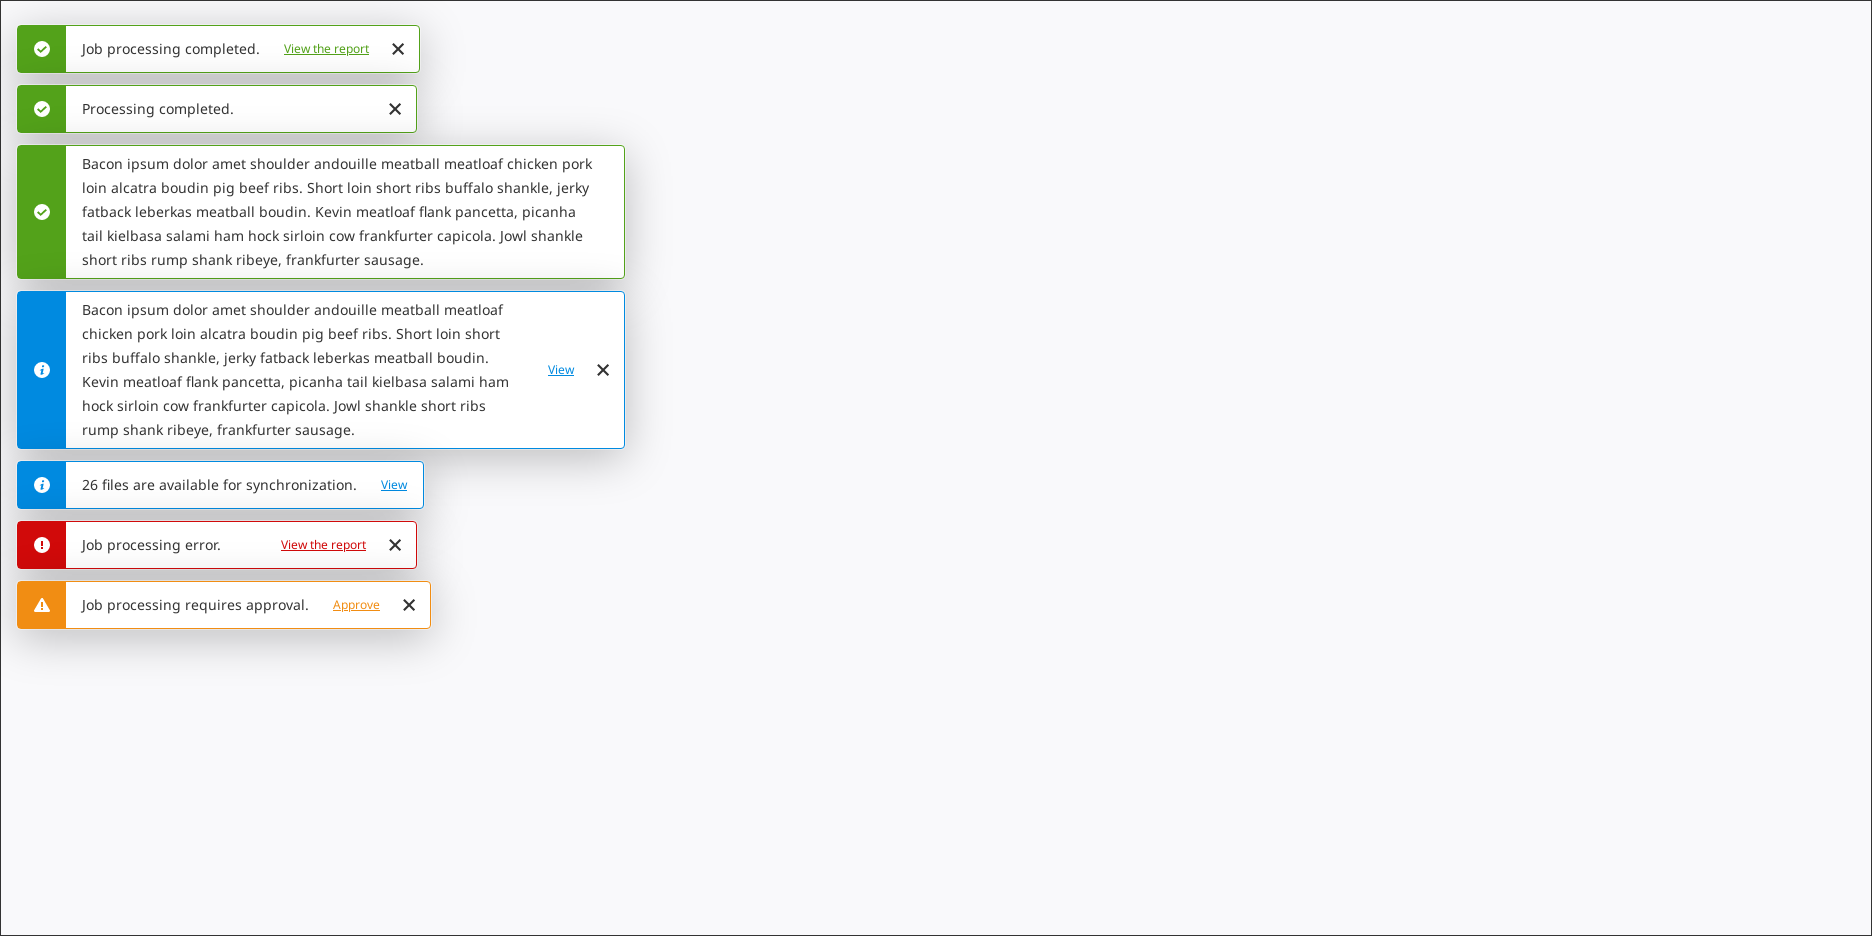 Job processing completed. View the report
Processing completed.
Bacon ipsum dolor amet shoulder andouille meatball meatloaf chicken pork
loin alcatra boudin pig beef ribs. Short loin short ribs buffalo shankle, jerky
fatback leberkas meatball boudin. Kevin meatloaf flank pancetta, picanha
tail kielbasa salami ham hock sirloin cow frankfurter capicola. Jowl shankle
short ribs rump shank ribeye, frankfurter sausage.
Bacon ipsum dolor amet shoulder andouille meatball meatloaf
chicken pork loin alcatra boudin pig beef ribs. Short loin short
ribs buffalo shankle, jerky fatback leberkas meatball boudin.
Kevin meatloaf flank pancetta, picanha tail kielbasa salami ham
hock sirloin cow frankfurter capicola. Jowl shankle short ribs
rump shank ribeye, frankfurter sausage.
View
26 files are available for synchronization. View
Job processing error. View the report
Job processing requires approval. Approve